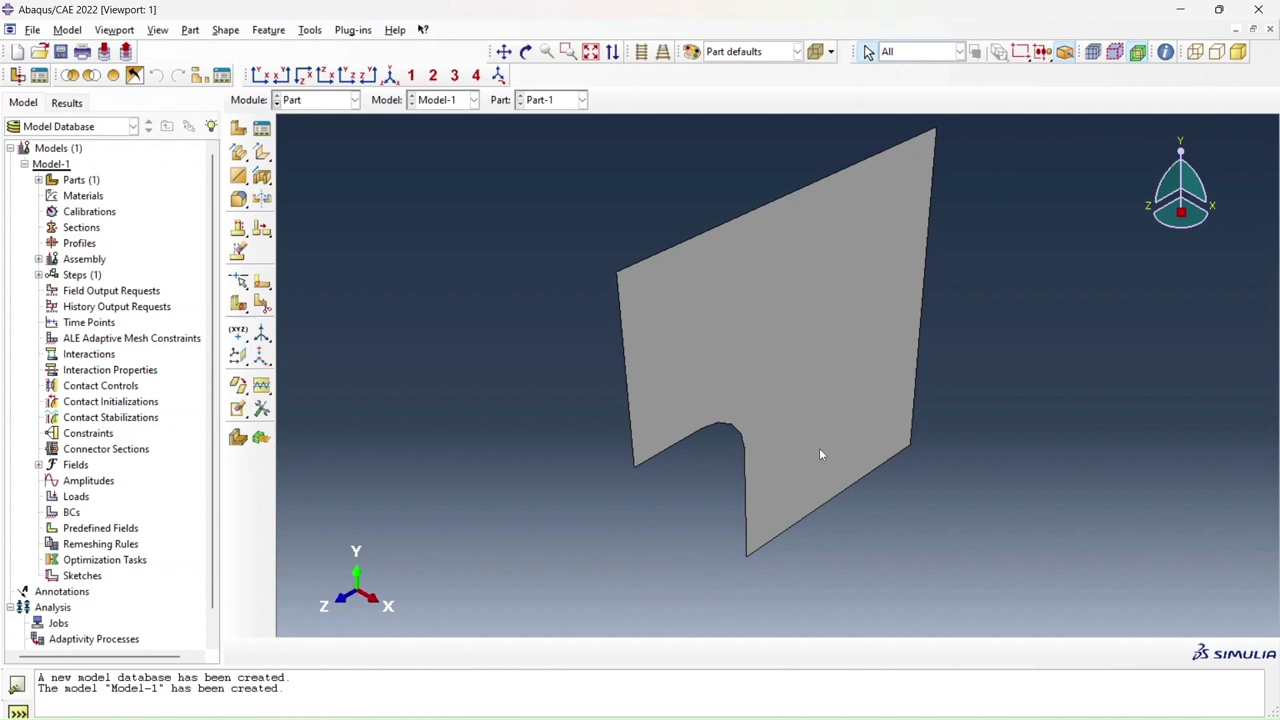 Abaqus/CAE 2022 [Viewport: 1]
File Model Viewport View Part Shape Feature Tools Plug-ins Help
Part defaults
All
1 2 3 4
Model Results
Module: Part Model: Model-1 Part: Part-1
Model Database
Models (1)
Model-1
Parts (1)
Materials
Calibrations
Sections
Profiles
Assembly
Steps (1)
Field Output Requests
History Output Requests
Time Points
ALE Adaptive Mesh Constraints
Interactions
Interaction Properties
Contact Controls
Contact Initializations
Contact Stabilizations
Constraints
Connector Sections
Fields
Amplitudes
Loads
BCs
Predefined Fields
Remeshing Rules
Optimization Tasks
Sketches
Annotations
Analysis
Jobs
Adaptivity Processes
(XYZ)
Y
Z X
Y
Z X
SIMULIA
A new model database has been created.
The model "Model-1" has been created.
>>>